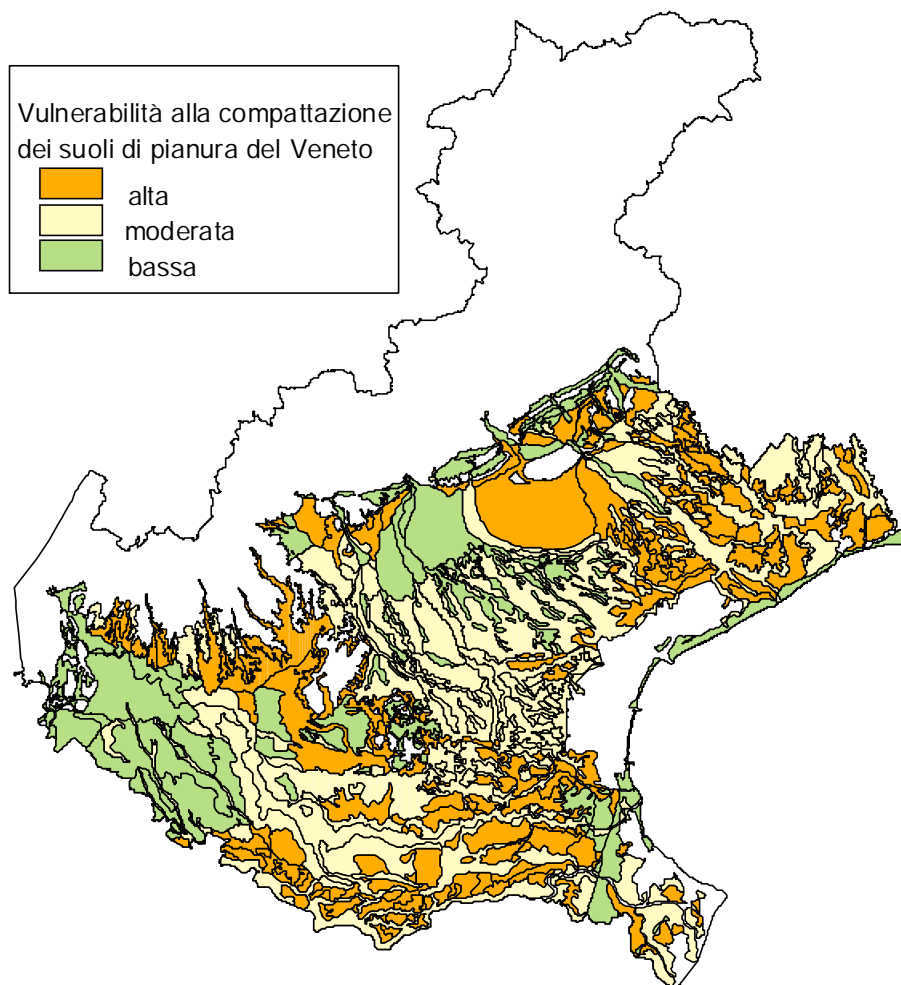 Vulnerabilità alla compattazione
dei suoli di pianura del Veneto
alta
moderata
bassa